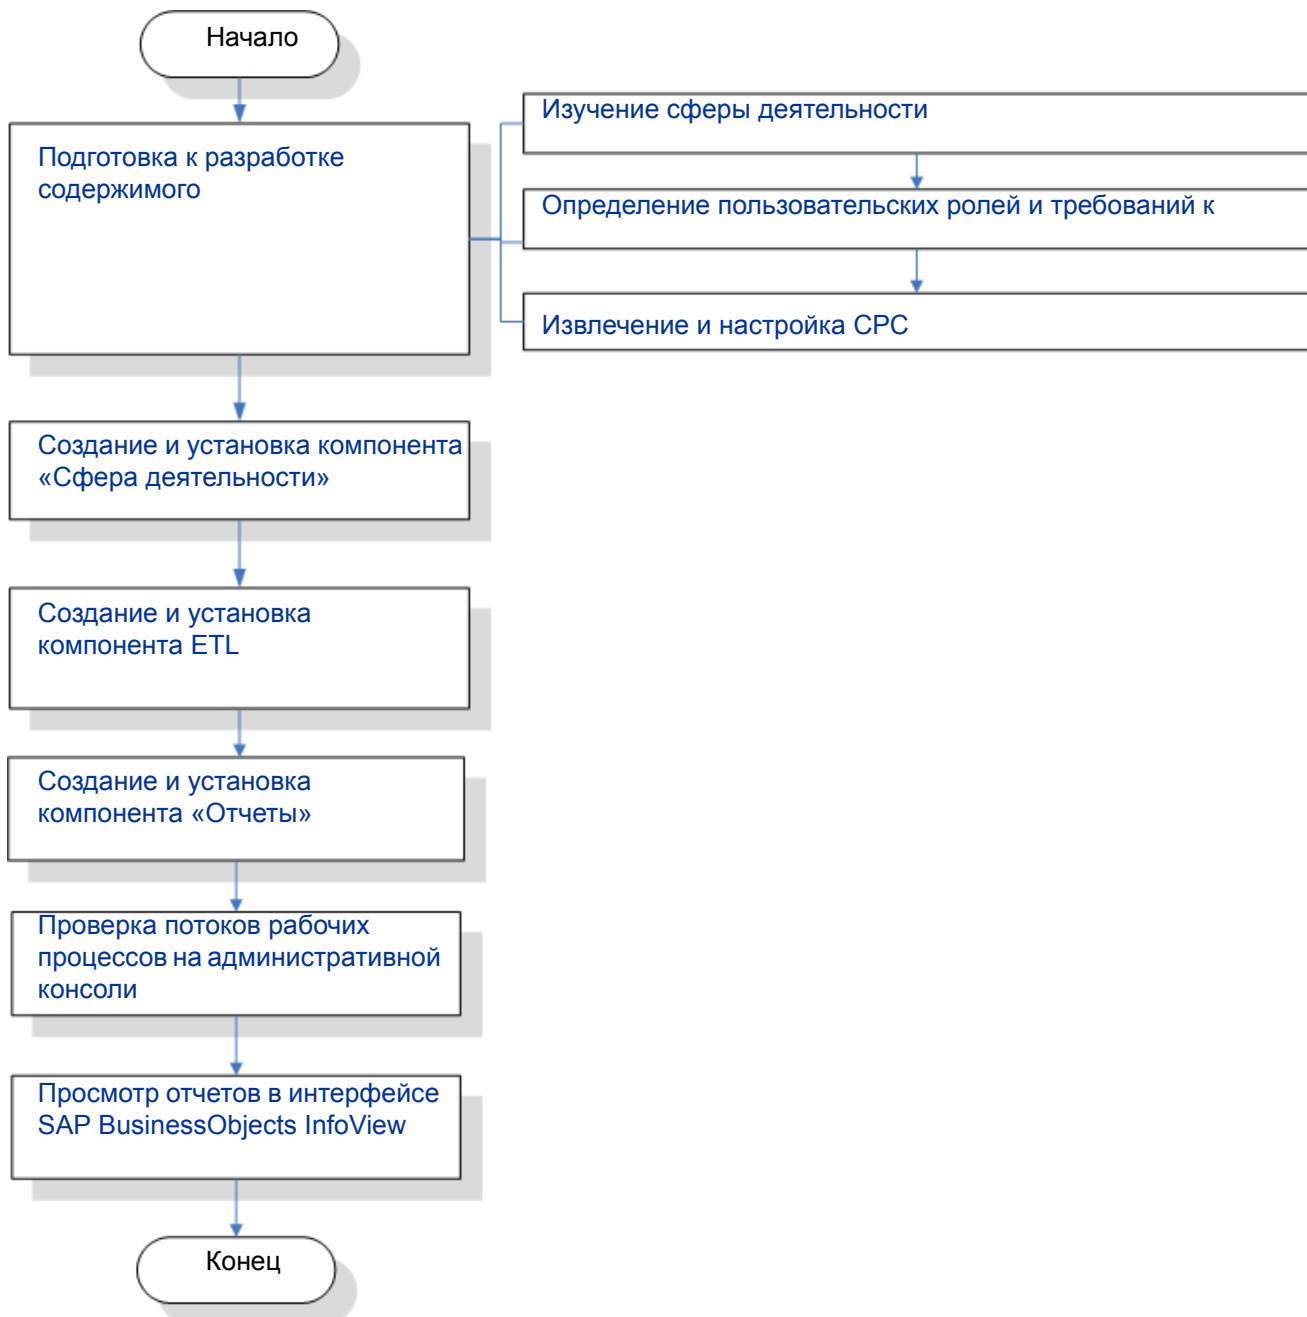 Начало
Подготовка к разработке
содержимого
Изучение сферы деятельности
Определение пользовательских ролей и требований к
Извлечение и настройка CPC
Создание и установка компонента
«Сфера деятельности»
Создание и установка
компонента ETL
Создание и установка
компонента «Отчеты»
Проверка потоков рабочих
процессов на административной
консоли
Просмотр отчетов в интерфейсе
SAP BusinessObjects InfoView
Конец